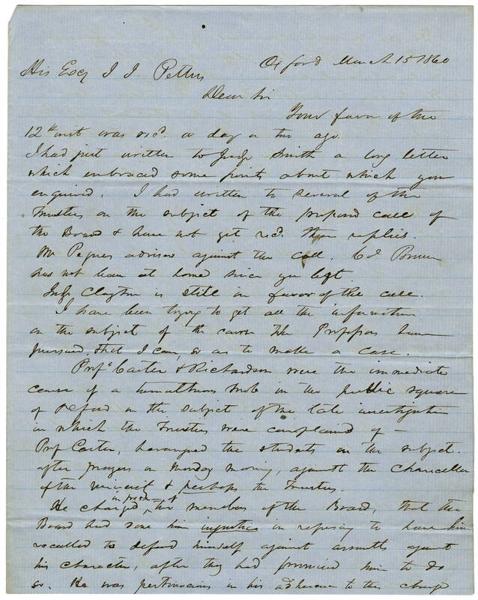 Oxford March 15 1860
His Excy J J Pettus
Dear Sir
Your favor of the
12th inst was recd. a day or two ago.
I had just written to Judge Smith a long letter
which embraced some points about which you
enquired. I had written to several of the
Trustees on the subject of the proposed call of
the Board & have not yet recd. their replies.
Mr Pegues advises against the call. Col Brown
has not been at home since you left
Judge Clayton is still in favor of the call.
I have been trying to get all the information
on the subject of the course the Professors have
pursued, that I can, so as to make a case.
Profs Carter & Richardson were the immediate
cause of a tumultuous mob in the public square
of Oxford on the subject of the late investigation
in which the Trustees were complained of
Prof Carter, harangued the students on the subject
after prayers on Monday morning, against the Chancellor
of the University & perhaps the Trustees.
He charged, in presence of the members of the Board, that the
Board had done him injustice in refusing to have him
recalled to defend himself against assaults against
his character, after they had promised him to do
so. He was pertinacious in his adherence to this charge